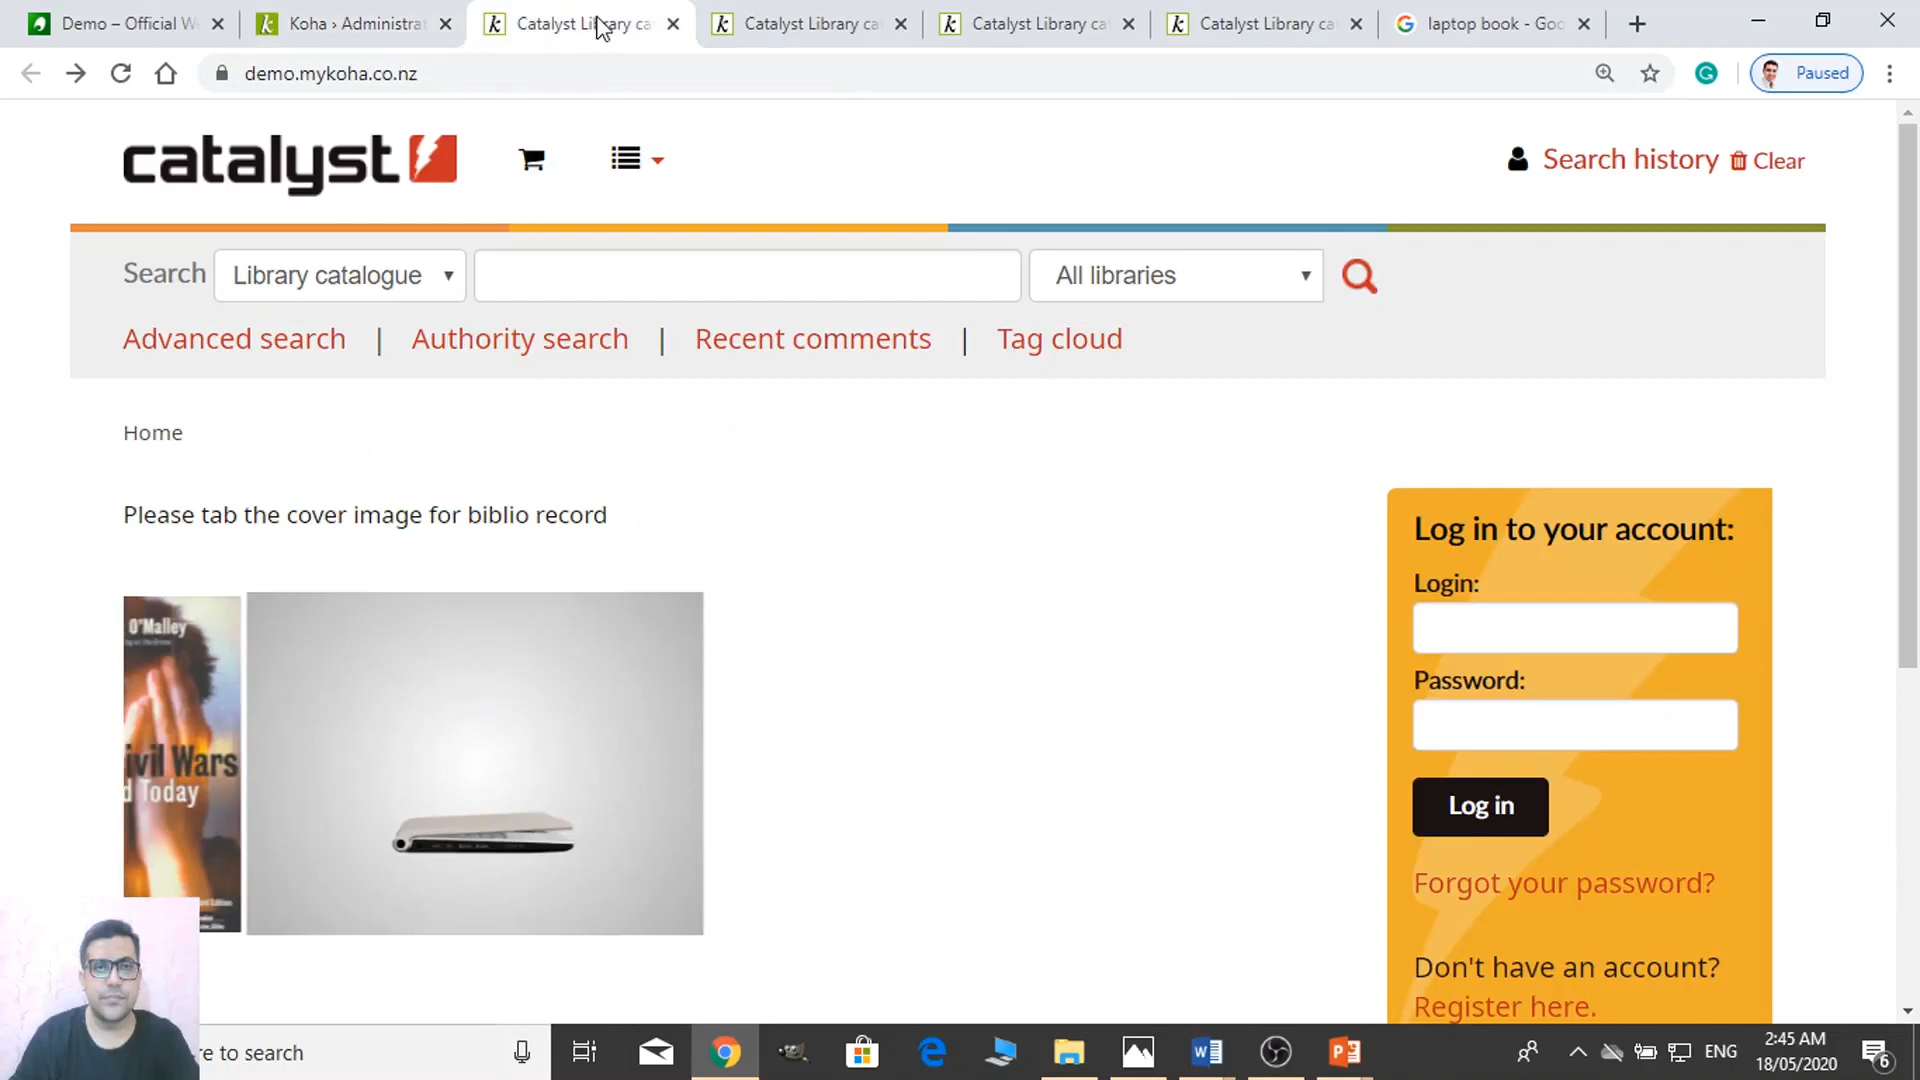 Demo – Official W
Koha › Administrat
Catalyst Library ca
Catalyst Library ca
Catalyst Library ca
Catalyst Library ca
laptop book - Goo
demo.mykoha.co.nz
Paused
catalyst
Search history
Clear
Search
Library catalogue
All libraries
Advanced search | Authority search | Recent comments | Tag cloud
Home
Please tab the cover image for biblio record
O'Malley
ivil Wars
d Today
Log in to your account:
Login:
Password:
Log in
Forgot your password?
Don't have an account?
Register here.
re to search
ENG
2:45 AM
18/05/2020
6